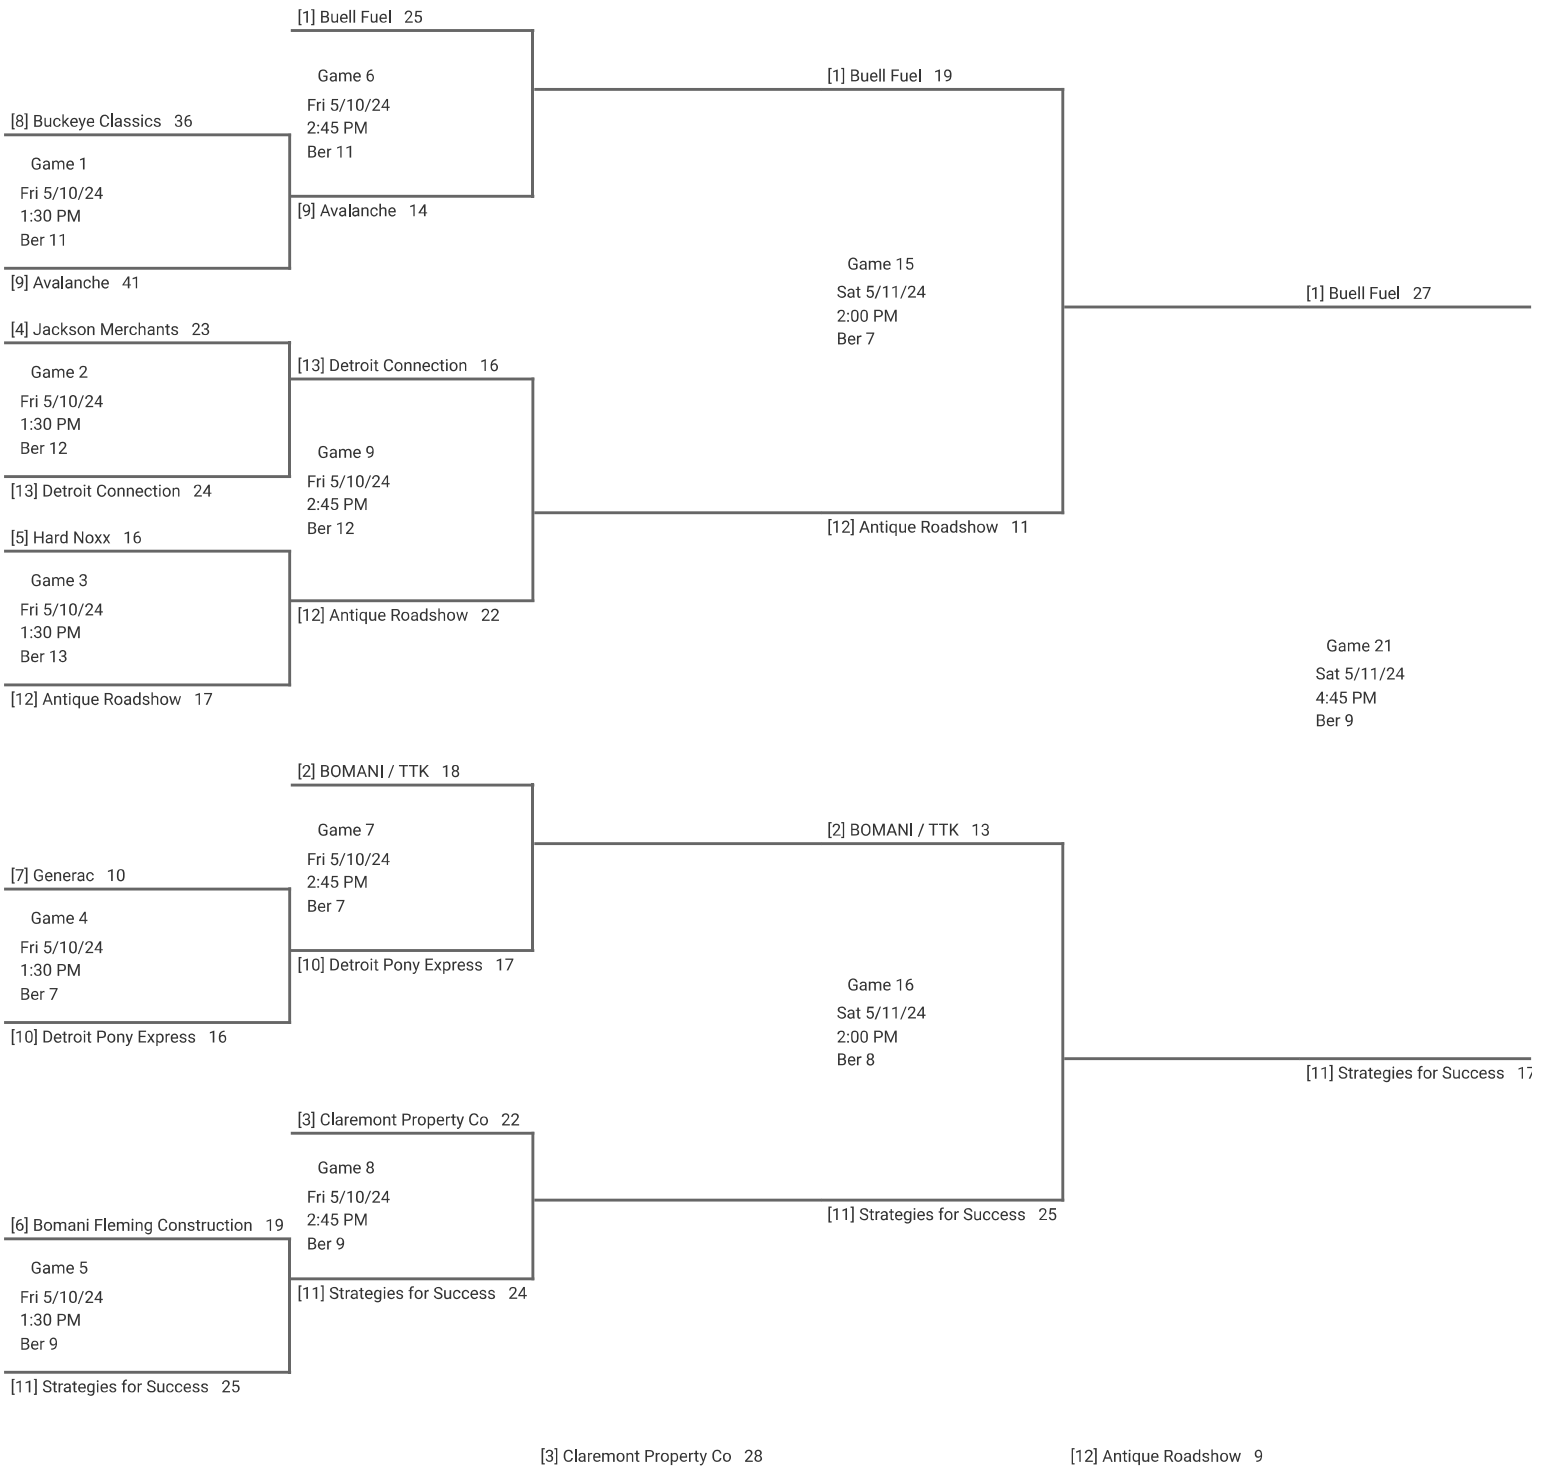 [1] Buell Fuel 25
Game 6
Fri 5/10/24
2:45 PM
Ber 11
[9] Avalanche 14
[8] Buckeye Classics 36
Game 1
Fri 5/10/24
1:30 PM
Ber 11
[9] Avalanche 41
[4] Jackson Merchants 23
Game 2
Fri 5/10/24
1:30 PM
Ber 12
[13] Detroit Connection 24
[13] Detroit Connection 16
Game 9
Fri 5/10/24
2:45 PM
Ber 12
[12] Antique Roadshow 22
[5] Hard Noxx 16
Game 3
Fri 5/10/24
1:30 PM
Ber 13
[12] Antique Roadshow 17
[1] Buell Fuel 19
Game 15
Sat 5/11/24
2:00 PM
Ber 7
[12] Antique Roadshow 11
[1] Buell Fuel 27
Game 21
Sat 5/11/24
4:45 PM
Ber 9
[11] Strategies for Success 17
[2] BOMANI / TTK 18
Game 7
Fri 5/10/24
2:45 PM
Ber 7
[10] Detroit Pony Express 17
[7] Generac 10
Game 4
Fri 5/10/24
1:30 PM
Ber 7
[10] Detroit Pony Express 16
[2] BOMANI / TTK 13
Game 16
Sat 5/11/24
2:00 PM
Ber 8
[11] Strategies for Success 25
[3] Claremont Property Co 22
Game 8
Fri 5/10/24
2:45 PM
Ber 9
[11] Strategies for Success 24
[6] Bomani Fleming Construction 19
Game 5
Fri 5/10/24
1:30 PM
Ber 9
[11] Strategies for Success 25
[3] Claremont Property Co 28
[12] Antique Roadshow 9